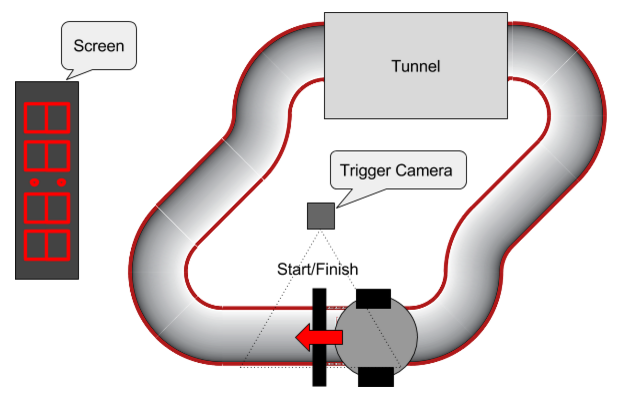 Screen
Tunnel
Trigger Camera
Start/Finish